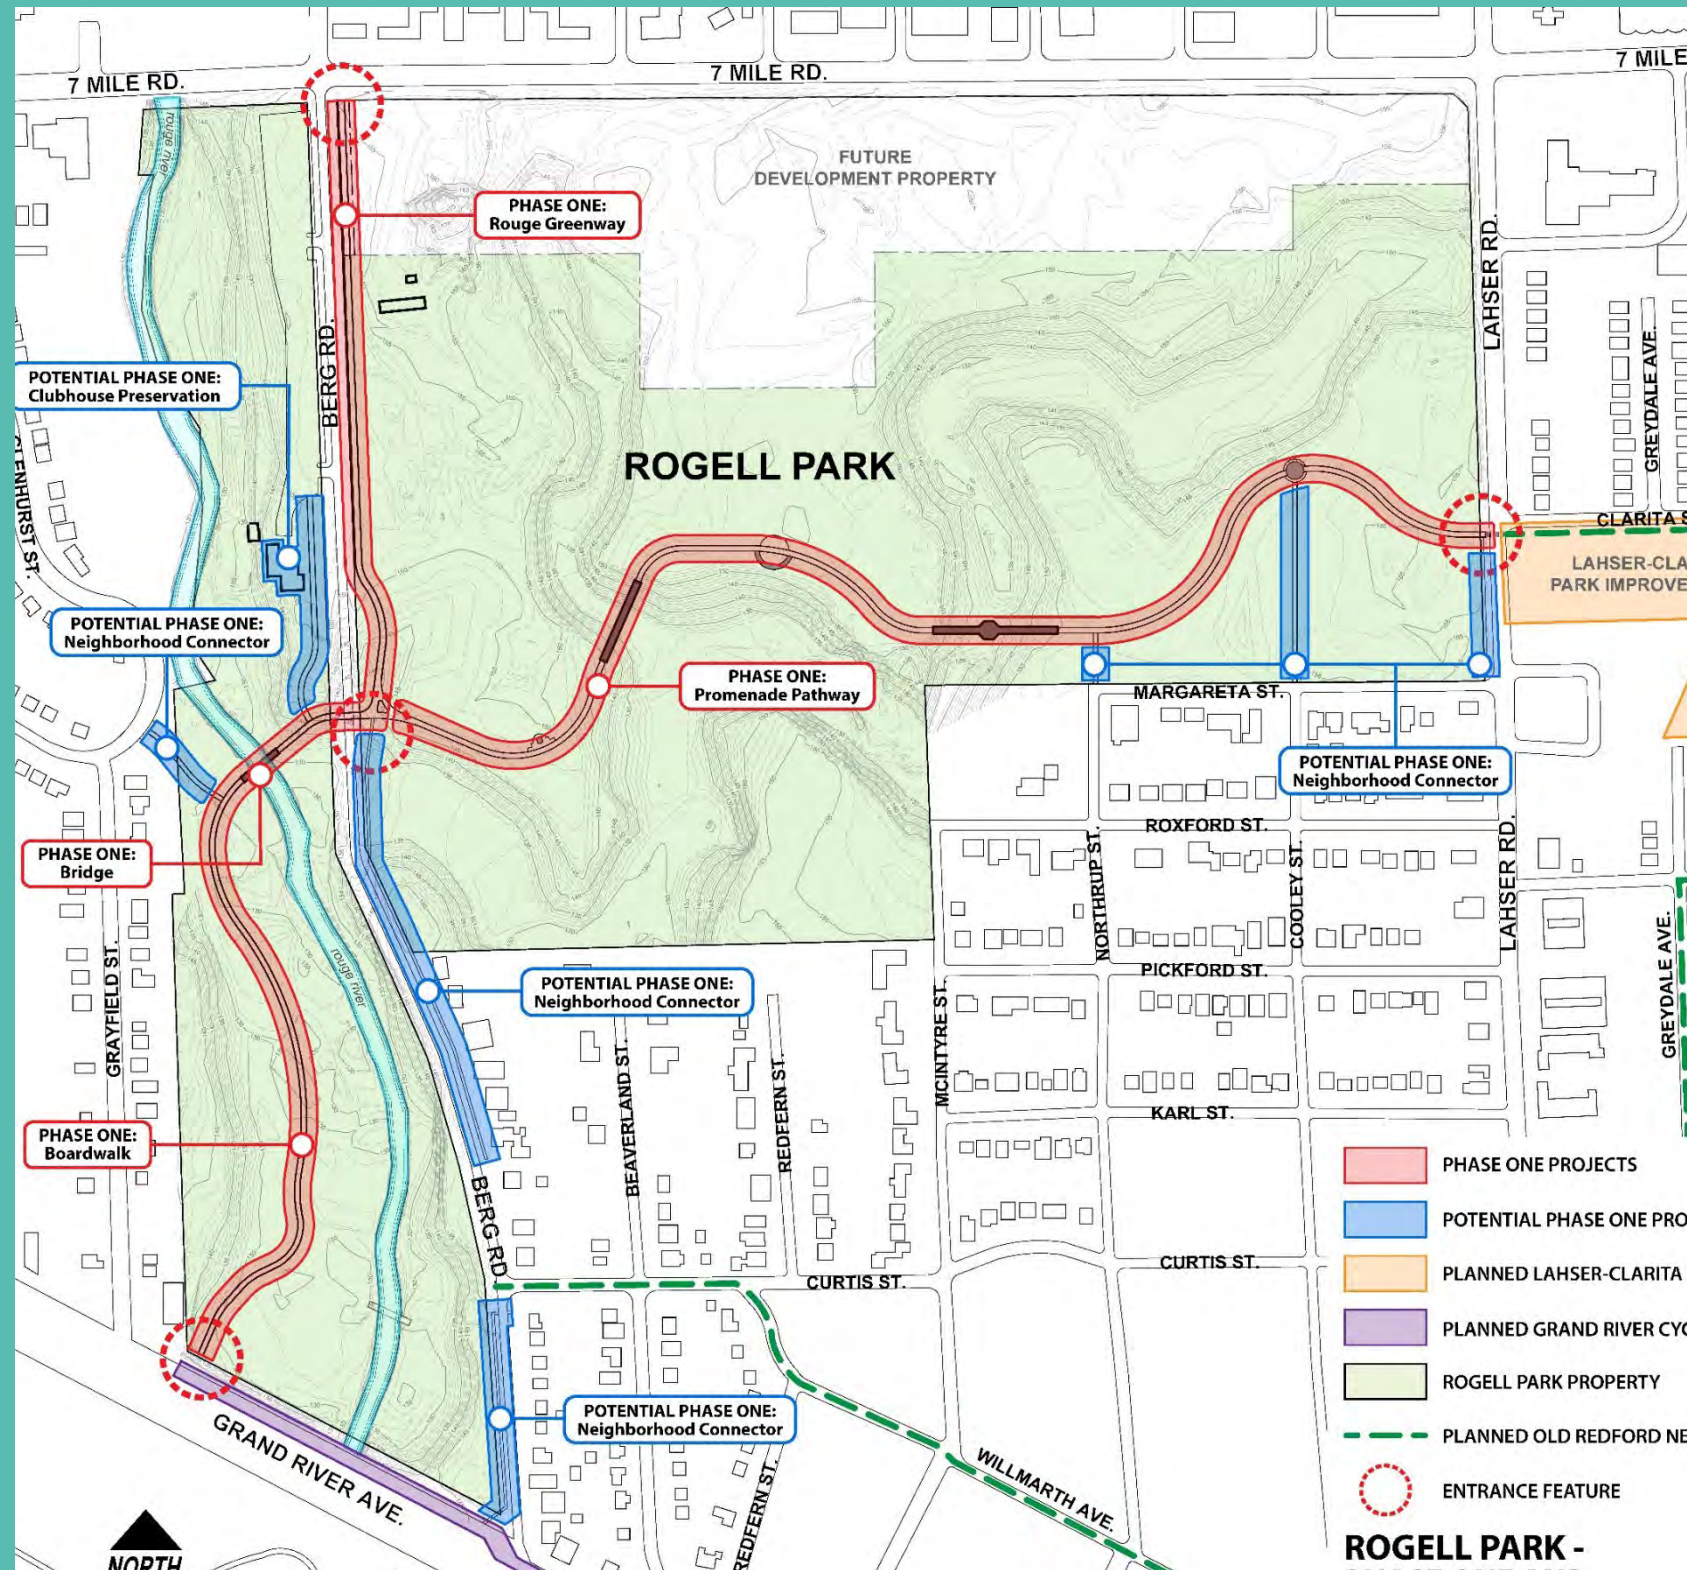 7 MILE RD.
7 MILE RD.
7 MILE
rouge river
FUTURE
DEVELOPMENT PROPERTY
PHASE ONE:
Rouge Greenway
LAHSER RD.
BERG RD.
GREYDALE AVE.
POTENTIAL PHASE ONE:
Clubhouse Preservation
ROGELL PARK
GLENHURST ST.
CLARITA S
LAHSER-CLA
PARK IMPROVE
POTENTIAL PHASE ONE:
Neighborhood Connector
PHASE ONE:
Promenade Pathway
MARGARETA ST.
POTENTIAL PHASE ONE:
Neighborhood Connector
PHASE ONE:
Bridge
ROXFORD ST.
NORTHRUP ST.
COOLEY ST.
LAHSER RD.
GRAYFIELD ST.
rouge river
POTENTIAL PHASE ONE:
Neighborhood Connector
PICKFORD ST.
GREYDALE AVE.
MCINTYRE ST.
BEAVERLAND ST.
REDFERN ST.
KARL ST.
PHASE ONE:
Boardwalk
BERG RD.
CURTIS ST.
CURTIS ST.
PHASE ONE PROJECTS
POTENTIAL PHASE ONE PRO
PLANNED LAHSER-CLARITA
PLANNED GRAND RIVER CYC
ROGELL PARK PROPERTY
PLANNED OLD REDFORD NE
ENTRANCE FEATURE
POTENTIAL PHASE ONE:
Neighborhood Connector
GRAND RIVER AVE.
WILLMARTH AVE.
REDFERN ST.
NORTH
ROGELL PARK -